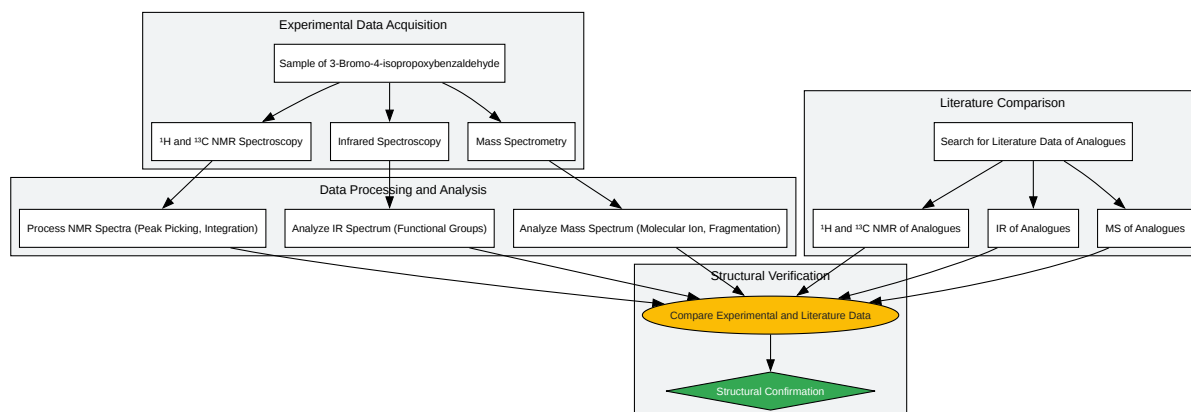 Experimental Data Acquisition
Sample of 3-Bromo-4-isopropoxybenzaldehyde
¹H and ¹³C NMR Spectroscopy
Infrared Spectroscopy
Mass Spectrometry
Literature Comparison
Search for Literature Data of Analogues
Data Processing and Analysis
Process NMR Spectra (Peak Picking, Integration)
Analyze IR Spectrum (Functional Groups)
Analyze Mass Spectrum (Molecular Ion, Fragmentation)
¹H and ¹³C NMR of Analogues
IR of Analogues
MS of Analogues
Structural Verification
Compare Experimental and Literature Data
Structural Confirmation